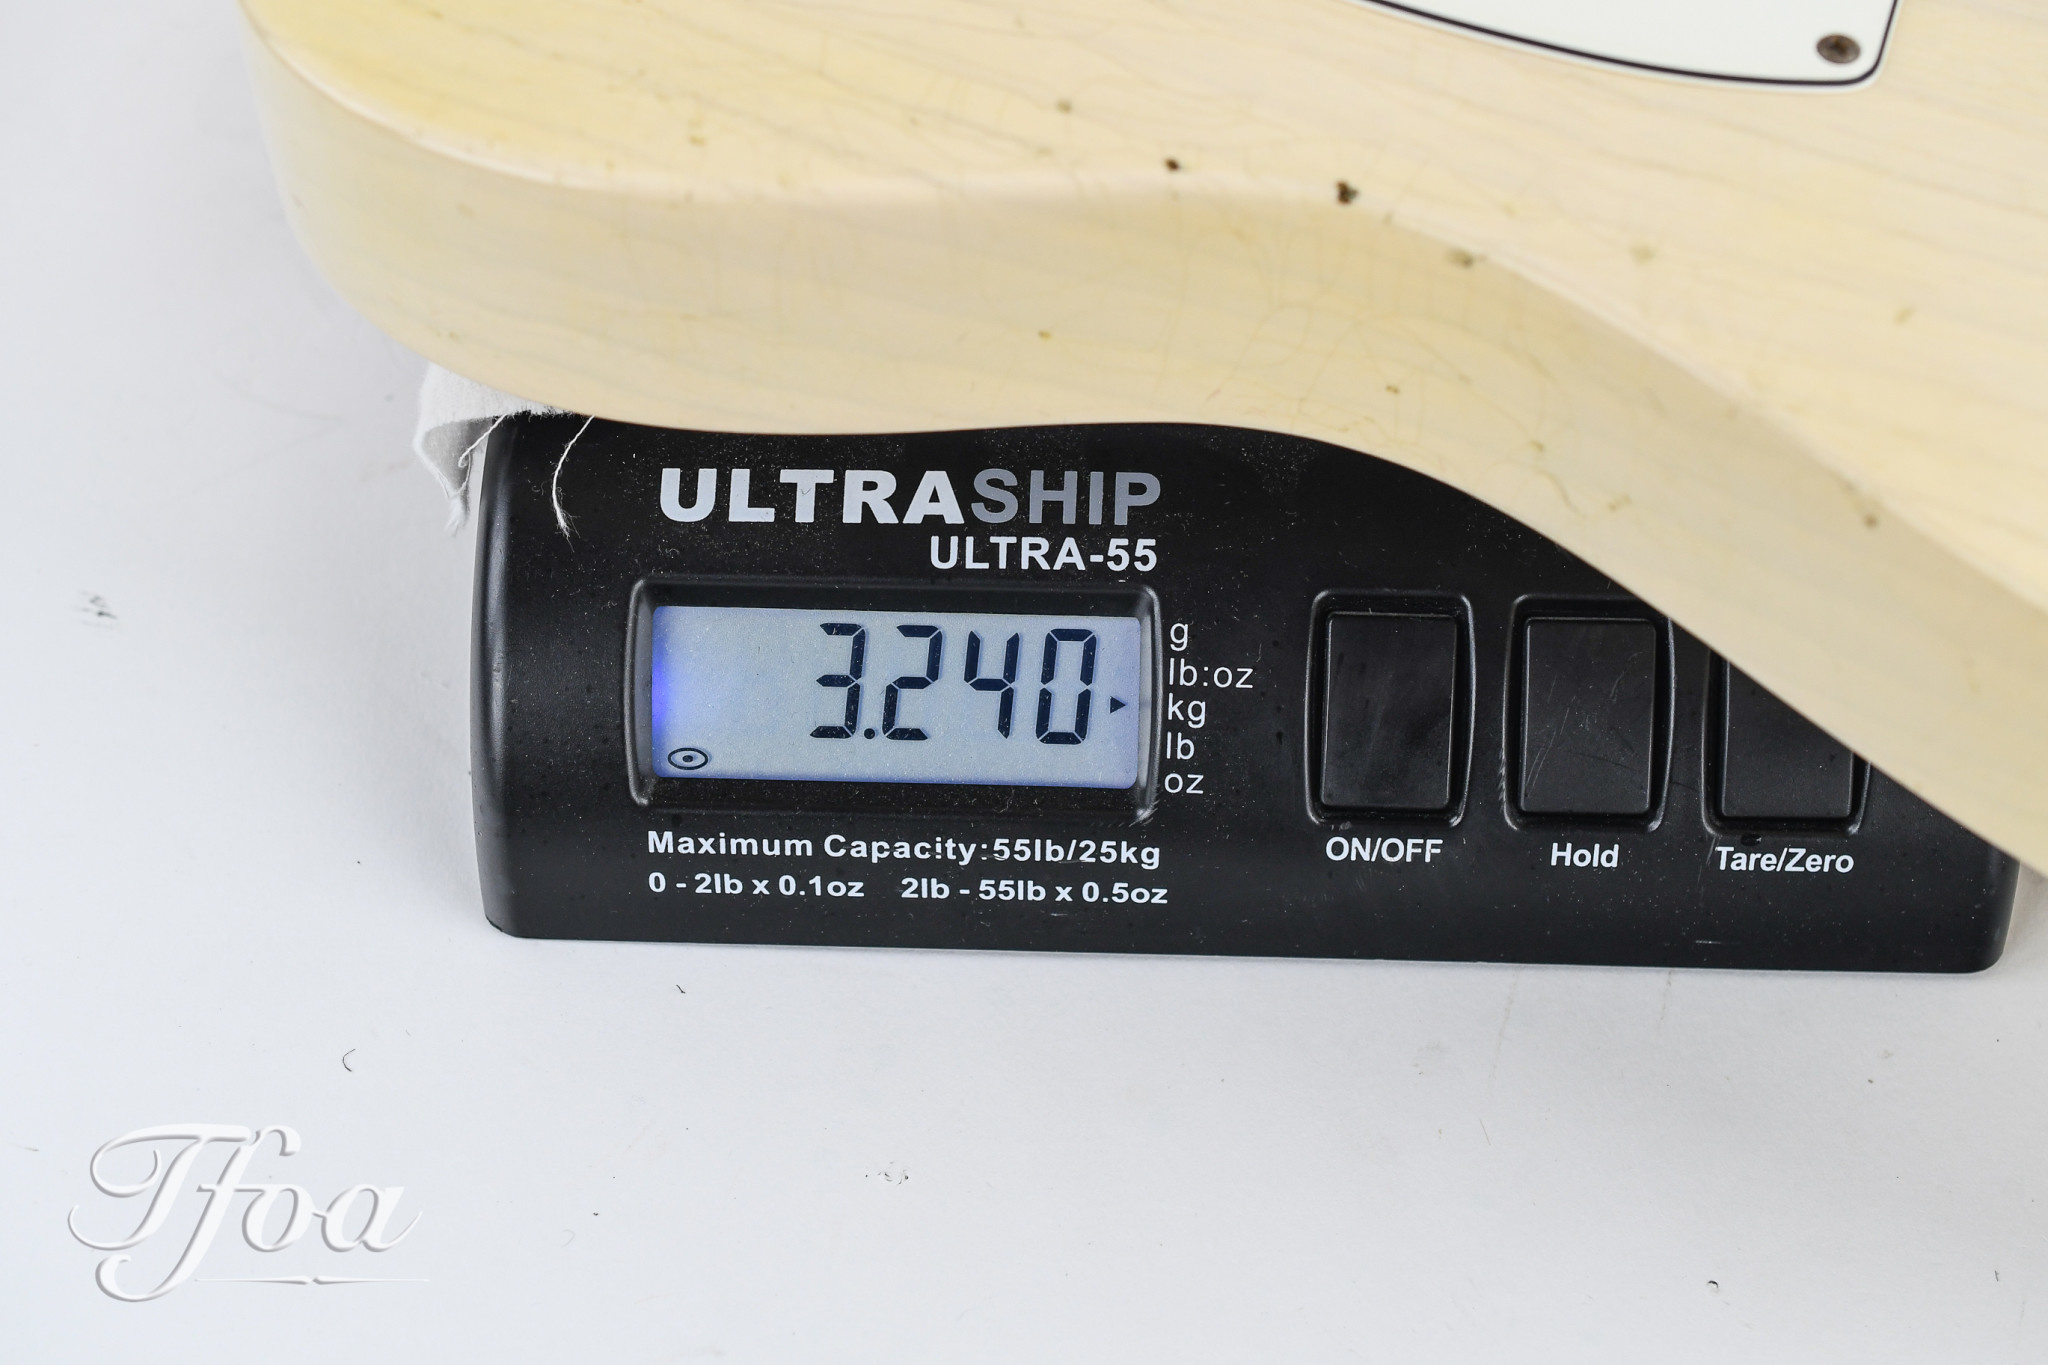 ULTRASHIP
ULTRA-55
3.240
g
lb:oz
kg
lb
oz
Maximum Capacity:55lb/25kg
0 - 2lb x 0.1oz 2lb - 55lb x 0.5oz
ON/OFF
Hold
Tare/Zero
Tfoa